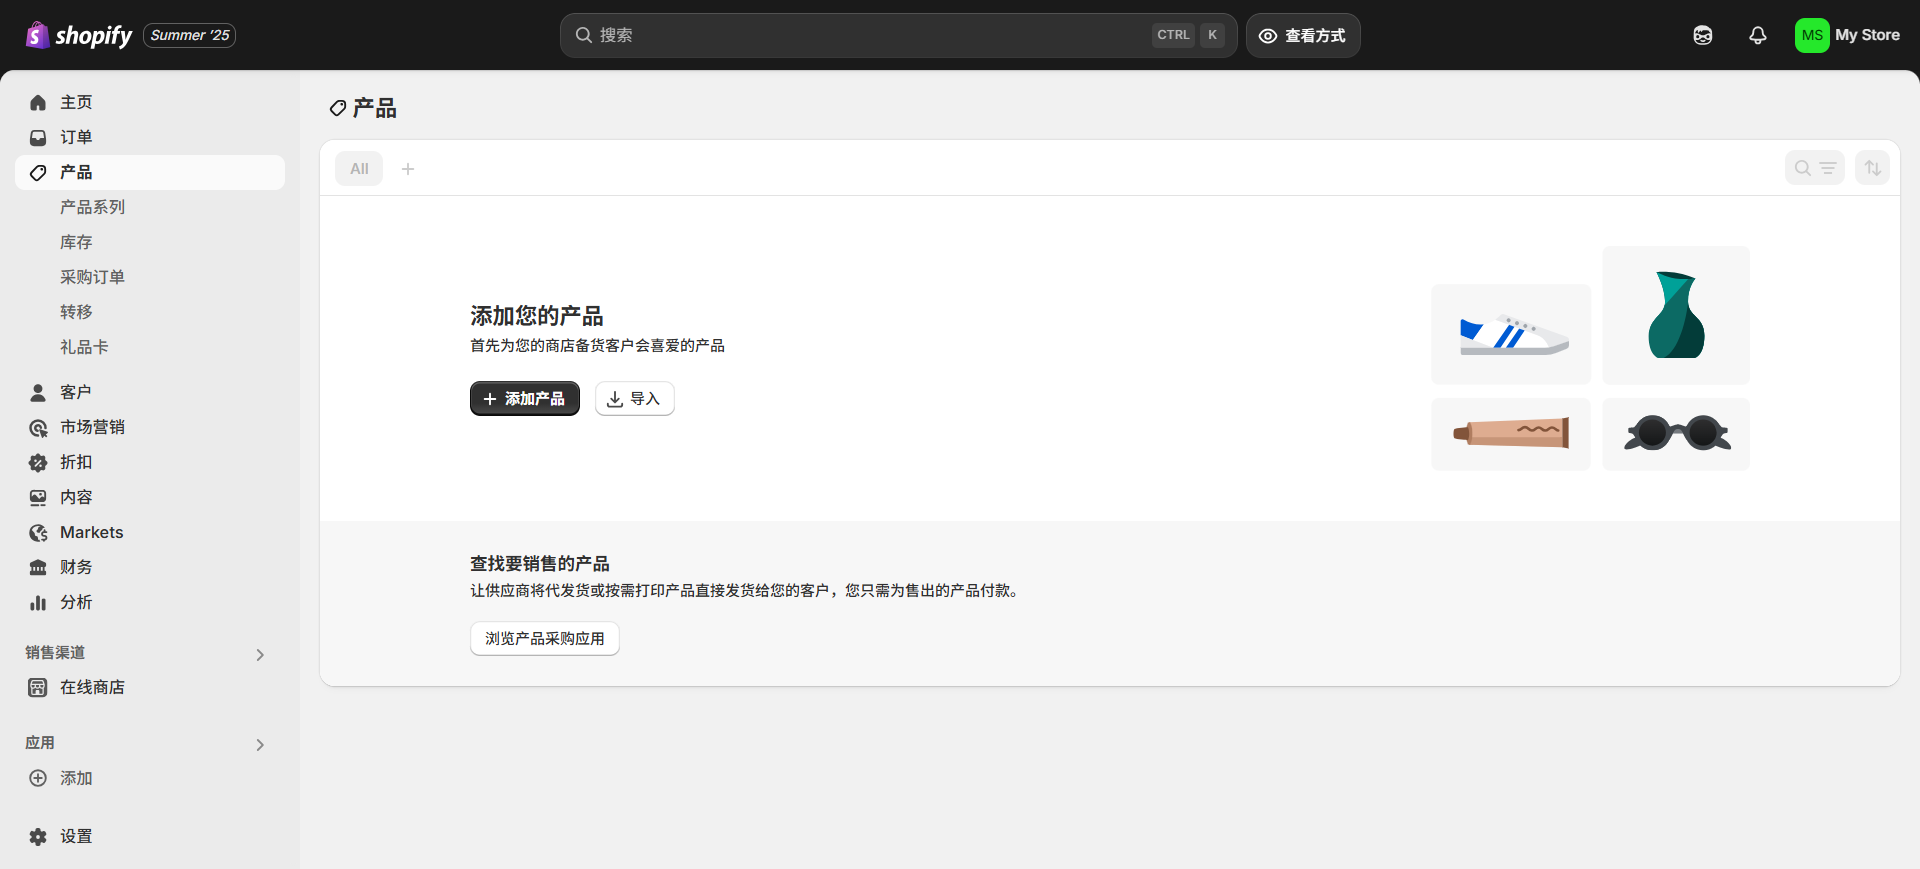 shopify
Summer '25
搜索
CTRL K
查看方式
MS
My Store
主页
订单
产品
产品系列
库存
采购订单
转移
礼品卡
客户
市场营销
折扣
内容
Markets
财务
分析
销售渠道
在线商店
应用
添加
设置
产品
All
添加您的产品
首先为您的商店备货客户会喜爱的产品
添加产品
导入
查找要销售的产品
让供应商将代发货或按需打印产品直接发货给您的客户，您只需为售出的产品付款。
浏览产品采购应用